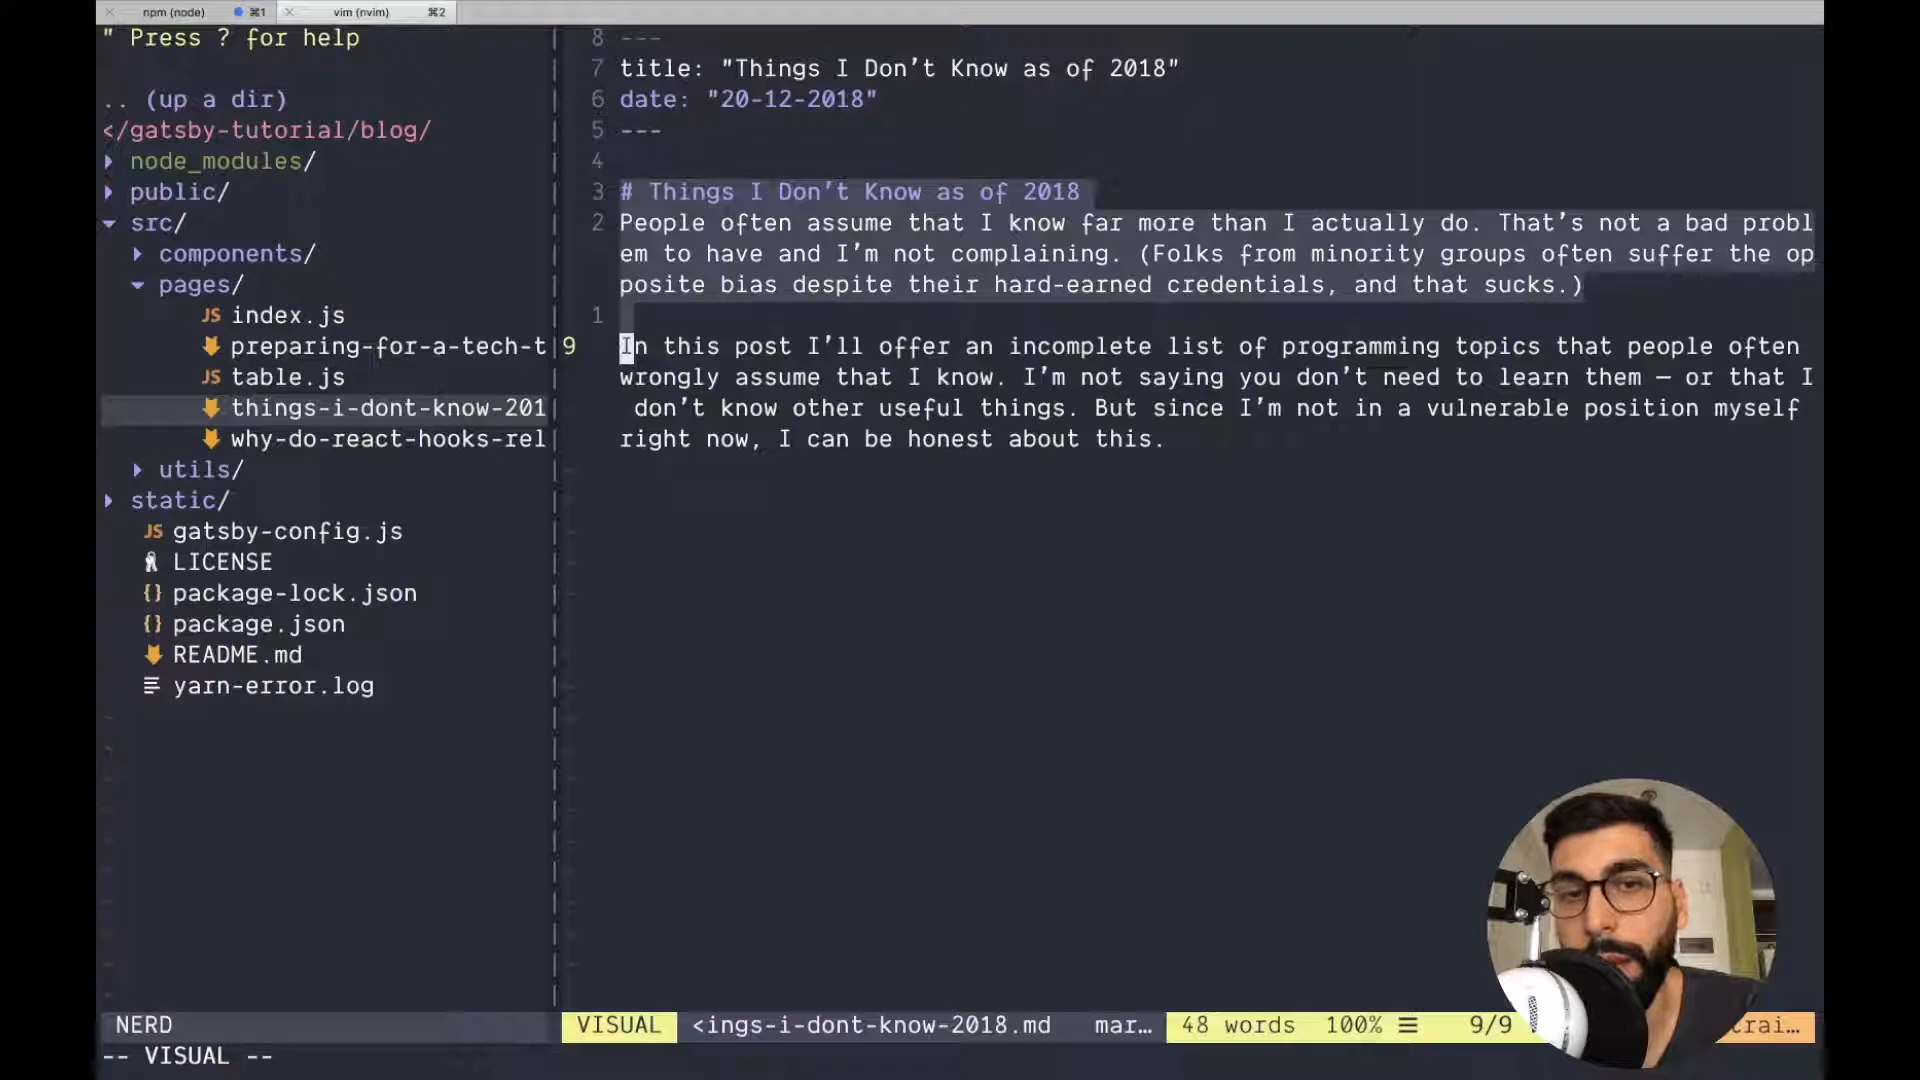 npm (node) ⌘1
vim (nvim) ⌘2
" Press ? for help
.. (up a dir)
</gatsby-tutorial/blog/
node_modules/
public/
src/
components/
pages/
JS index.js
preparing-for-a-tech-t
JS table.js
things-i-dont-know-201
why-do-react-hooks-rel
utils/
static/
JS gatsby-config.js
LICENSE
{} package-lock.json
{} package.json
README.md
yarn-error.log
NERD
8 ---
7 title: "Things I Don’t Know as of 2018"
6 date: "20-12-2018"
5 ---
4
3 # Things I Don’t Know as of 2018
2 People often assume that I know far more than I actually do. That’s not a bad probl
em to have and I’m not complaining. (Folks from minority groups often suffer the op
posite bias despite their hard-earned credentials, and that sucks.)
1
9 In this post I’ll offer an incomplete list of programming topics that people often
wrongly assume that I know. I’m not saying you don’t need to learn them — or that I
don’t know other useful things. But since I’m not in a vulnerable position myself
right now, I can be honest about this.
VISUAL <ings-i-dont-know-2018.md mar… 48 words 100% ☰ 9/9 trai…
-- VISUAL --